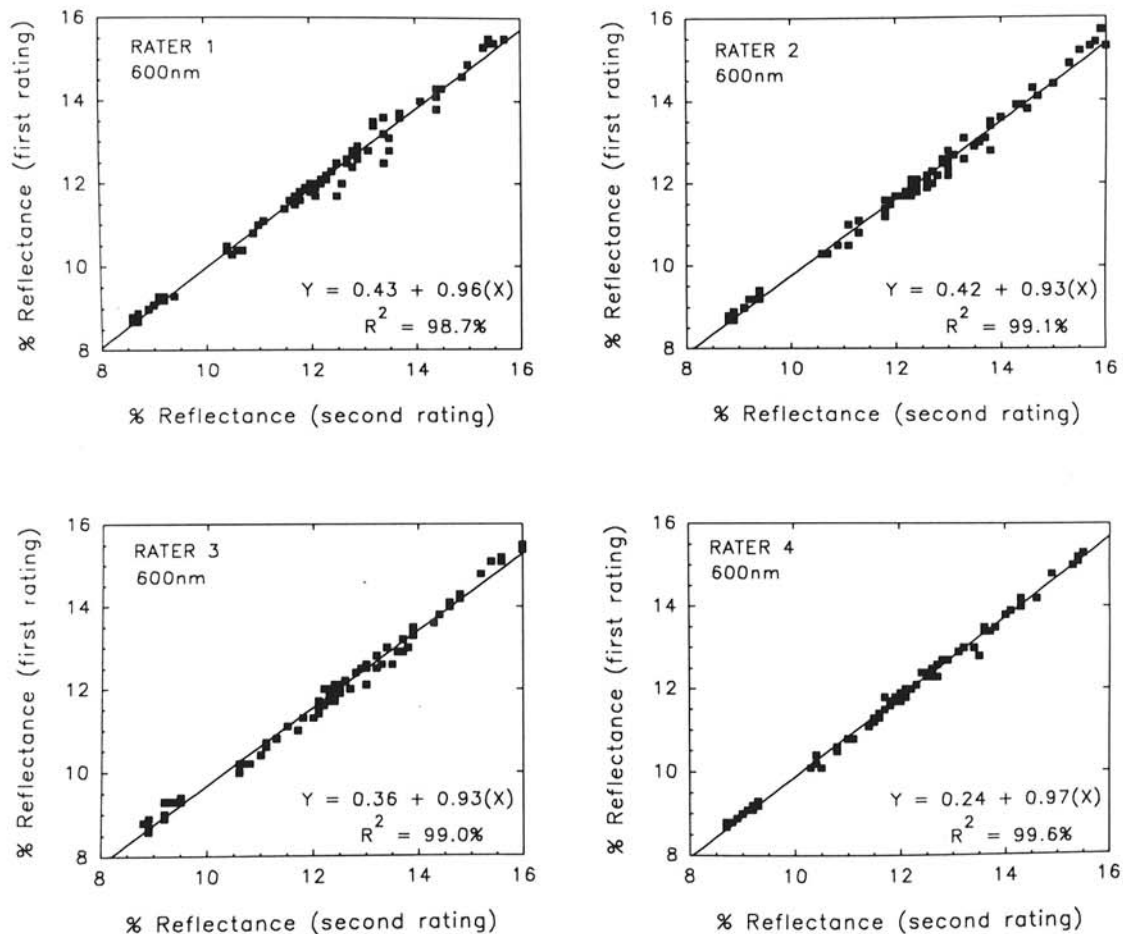 % Reflectance (first rating)
16
14
12
10
8
RATER 1
600nm
Y = 0.43 + 0.96(X)
R² = 98.7%
8 10 12 14 16
% Reflectance (second rating)
% Reflectance (first rating)
16
14
12
10
8
RATER 2
600nm
Y = 0.42 + 0.93(X)
R² = 99.1%
8 10 12 14 16
% Reflectance (second rating)
% Reflectance (first rating)
16
14
12
10
8
RATER 3
600nm
Y = 0.36 + 0.93(X)
R² = 99.0%
8 10 12 14 16
% Reflectance (second rating)
% Reflectance (first rating)
16
14
12
10
8
RATER 4
600nm
Y = 0.24 + 0.97(X)
R² = 99.6%
8 10 12 14 16
% Reflectance (second rating)